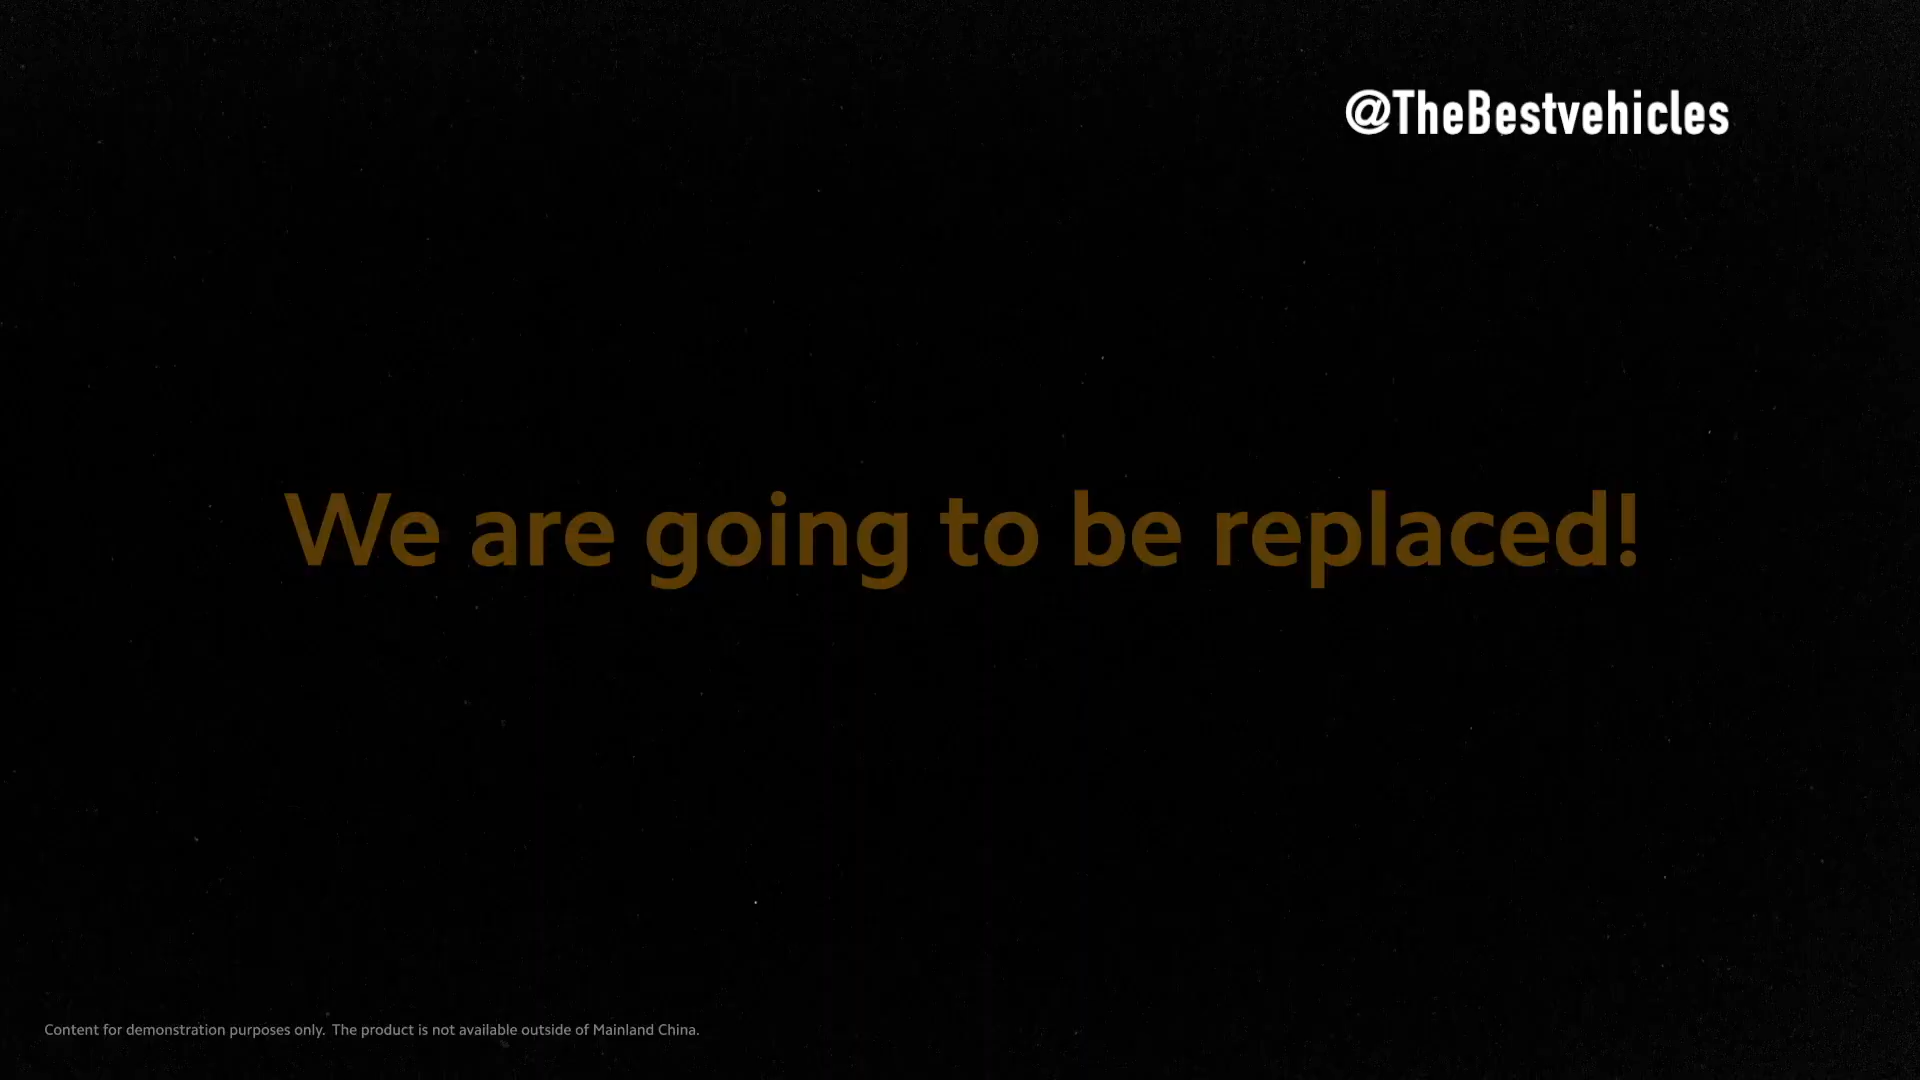 @TheBestvehicles
We are going to be replaced!
Content for demonstration purposes only. The product is not available outside of Mainland China.